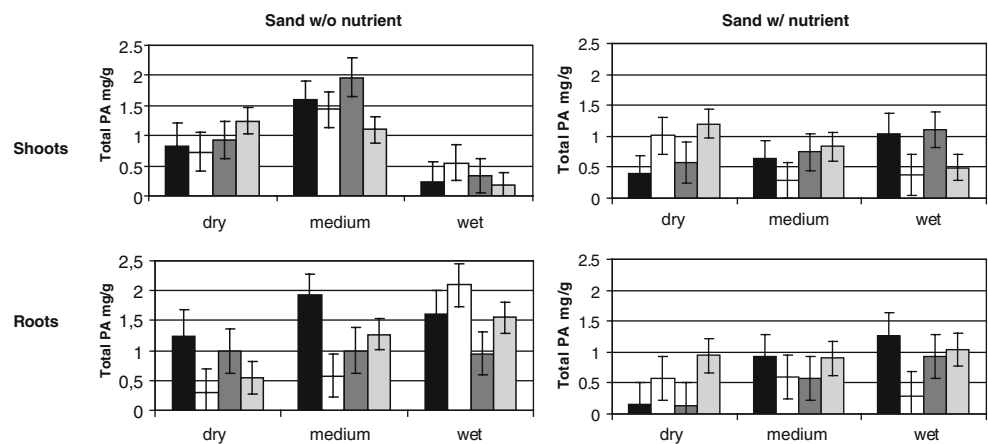 Sand w/o nutrient
Sand w/ nutrient
Shoots
Total PA mg/g
2.5
2
1.5
1
0.5
0
dry medium wet
Total PA mg/g
2.5
2
1.5
1
0.5
0
dry medium wet
Roots
Total PA mg/g
2,5
2
1,5
1
0,5
0
dry medium wet
Total PA mg/g
2.5
2
1.5
1
0.5
0
dry medium wet